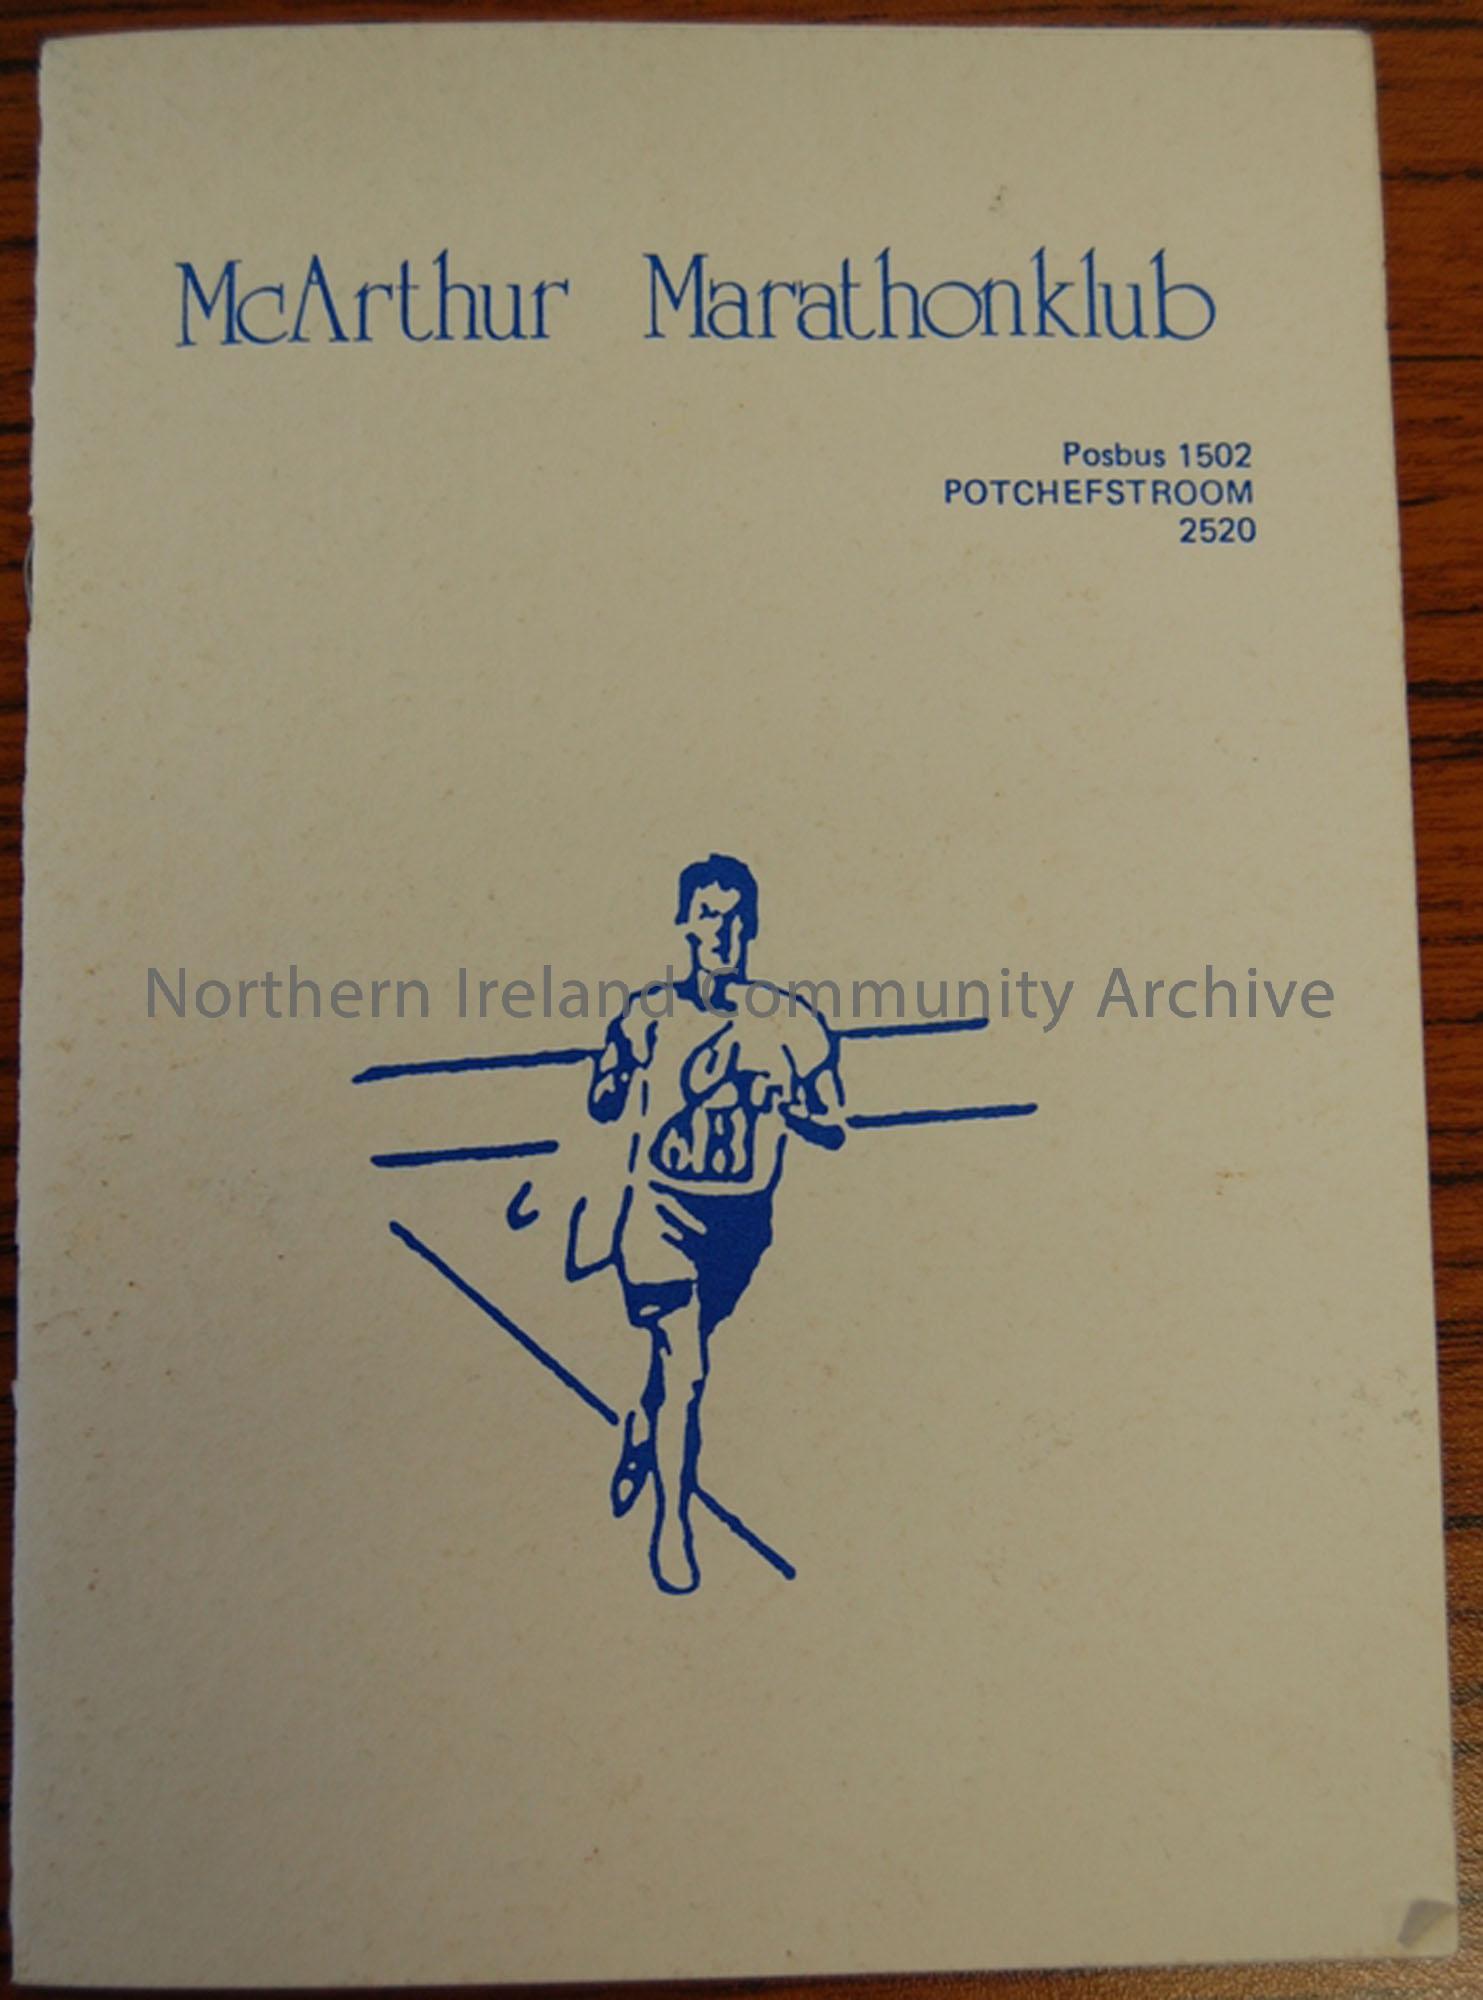 McArthur Marathonklub
Posbus 1502
POTCHEFSTROOM
2520
Northern Ireland Community Archive